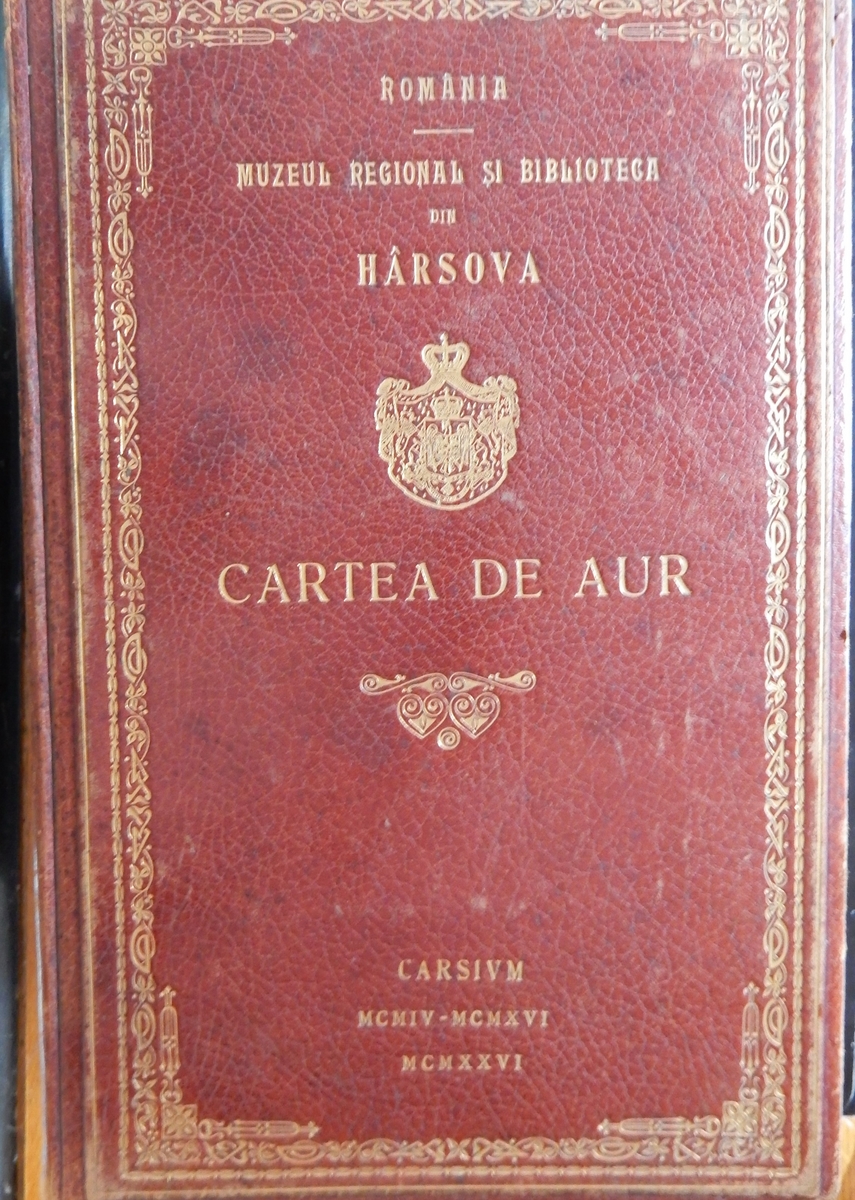 ROMÂNIA
MUZEUL REGIONAL ȘI BIBLIOTECA
DIN
HÂRSOVA
CARTEA DE AUR
CARSIVM
MCMIV-MCMXVI
MCMXXVI